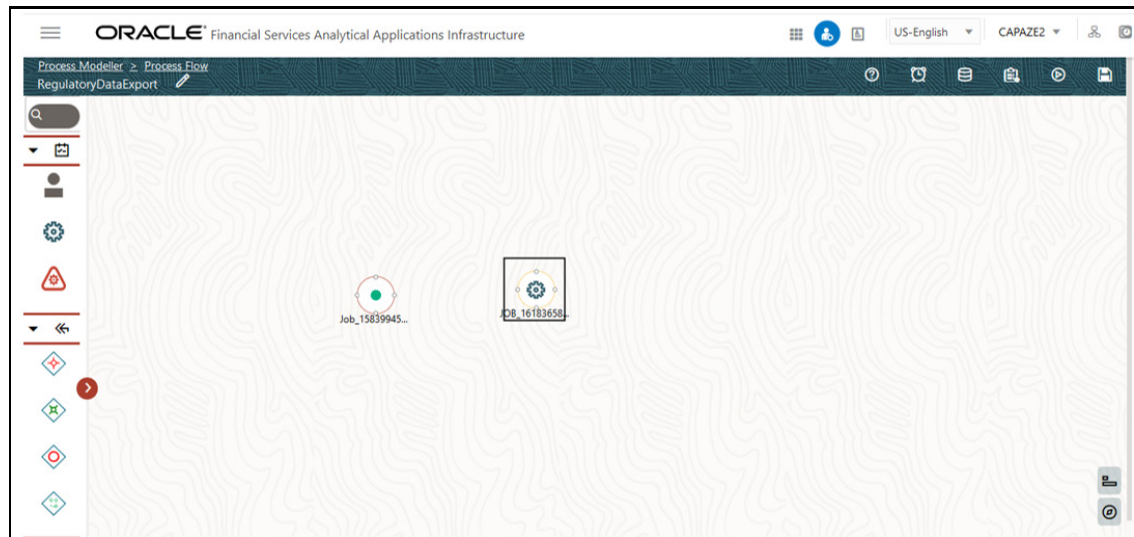 ORACLE Financial Services Analytical Applications Infrastructure
US-English
CAPAZE2
Process Modeller > Process Flow
RegulatoryDataExport
Job_15839945...
JOB_16183658...